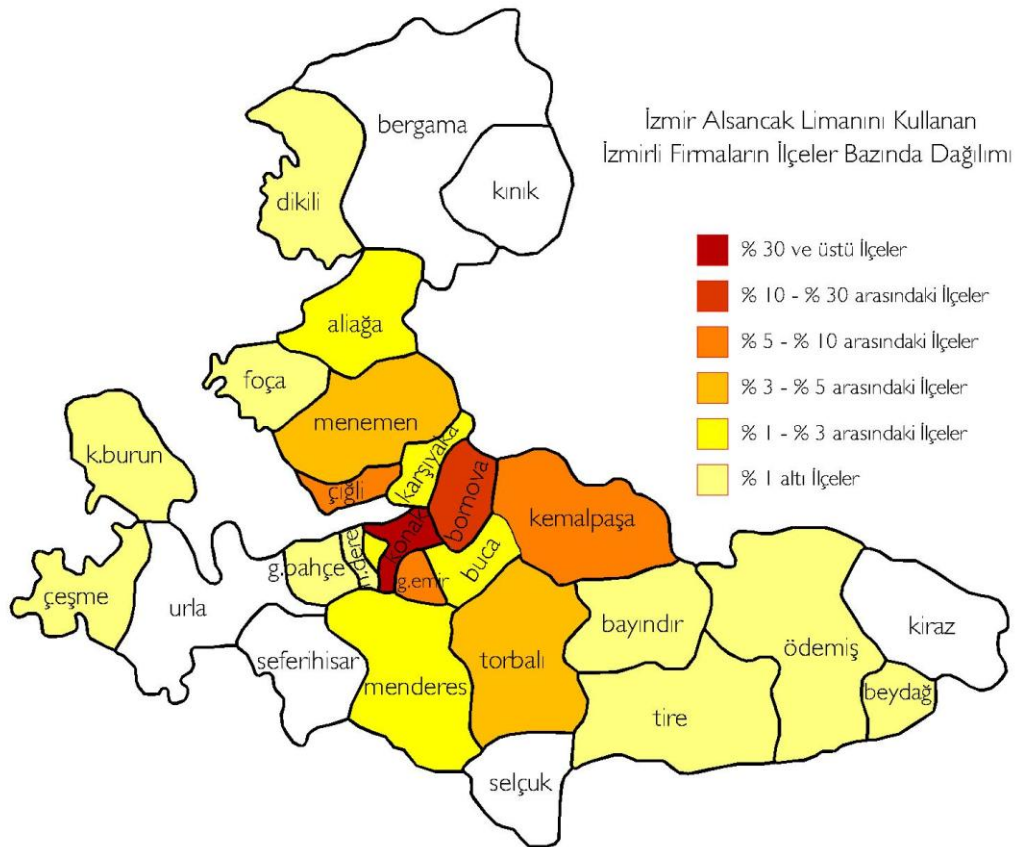 İzmir Alsancak Limanını Kullanan
İzmirli Firmaların İlçeler Bazında Dağılımı
% 30 ve üstü İlçeler
% 10 - % 30 arasındaki İlçeler
% 5 - % 10 arasındaki İlçeler
% 3 - % 5 arasındaki İlçeler
% 1 - % 3 arasındaki İlçeler
% 1 altı İlçeler
bergama
kınık
dikili
aliağa
foça
menemen
k.burun
karşıyaka
çiğli
bornova
kemalpaşa
konak
g.bahçe
buca
g.emir
çeşme
urla
bayındır
kiraz
ödemiş
seferihisar
torbalı
menderes
beydağ
tire
selçuk